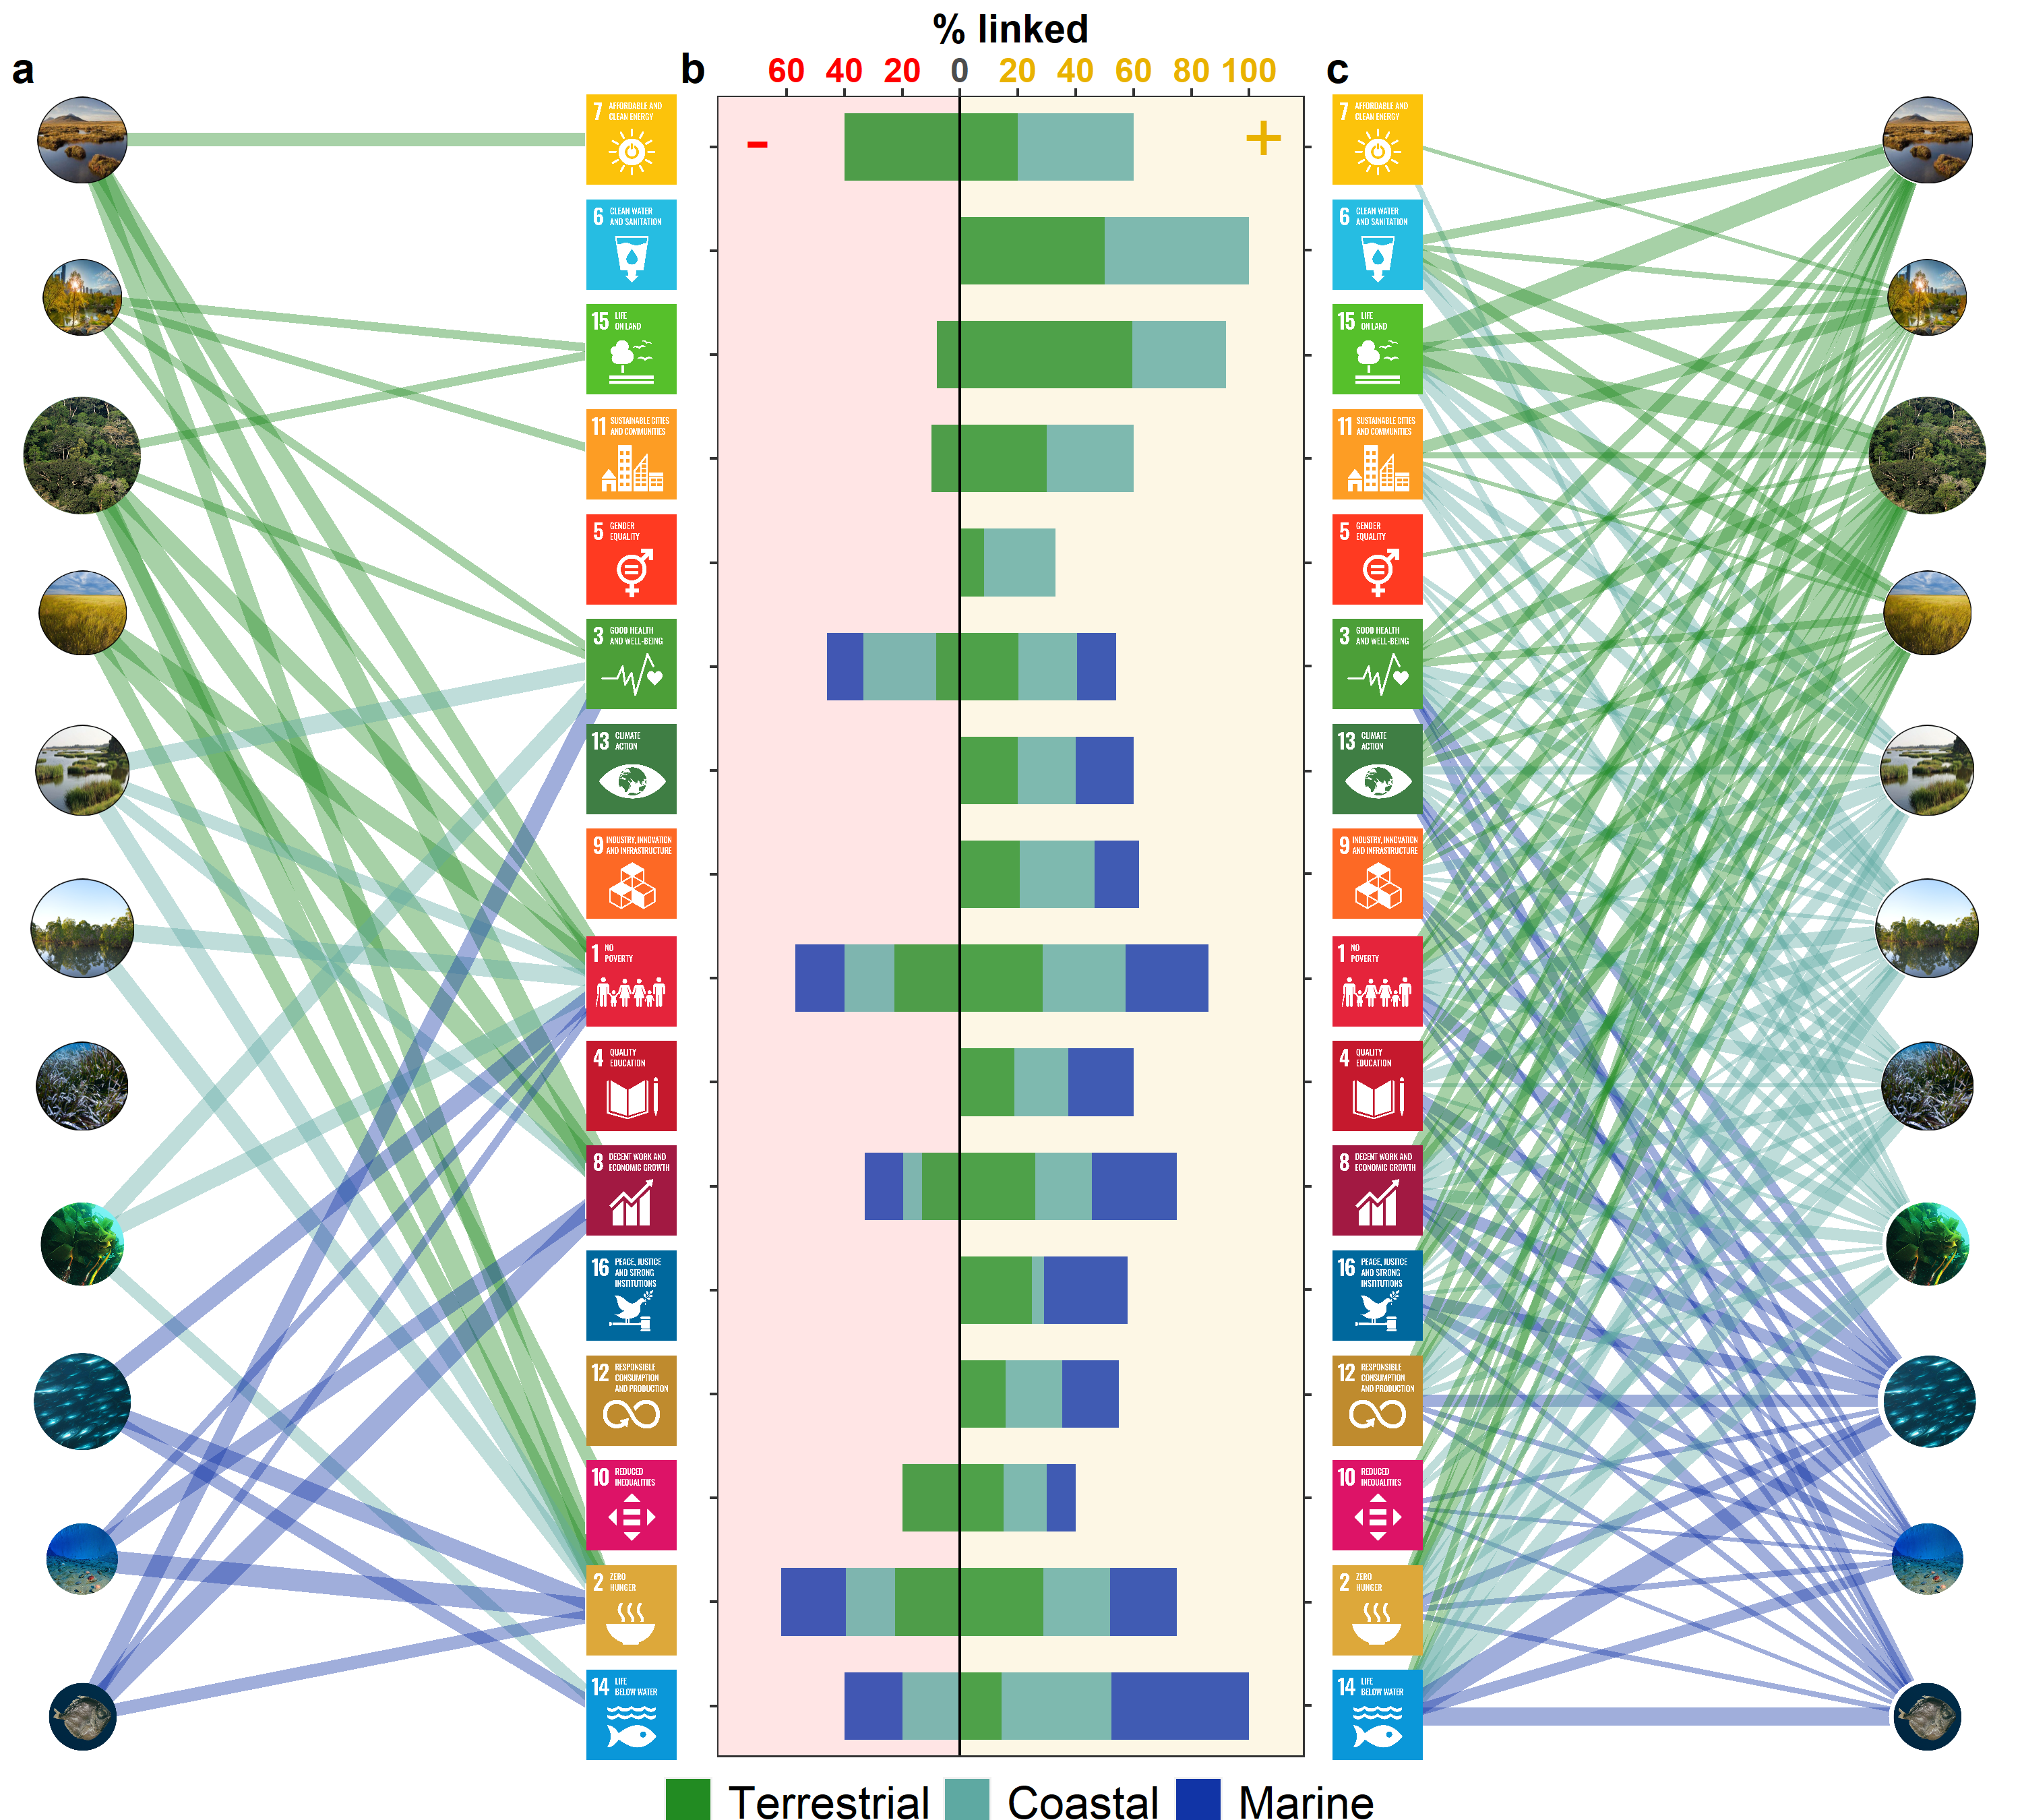 % linked
a
b
60 40 20 0 20 40 60 80 100
c
-
+
7 AFFORDABLE AND
CLEAN ENERGY
6 CLEAN WATER
AND SANITATION
15 LIFE
ON LAND
11 SUSTAINABLE CITIES
AND COMMUNITIES
5 GENDER
EQUALITY
3 GOOD HEALTH
AND WELL-BEING
13 CLIMATE
ACTION
9 INDUSTRY, INNOVATION
AND INFRASTRUCTURE
1 NO
POVERTY
4 QUALITY
EDUCATION
8 DECENT WORK AND
ECONOMIC GROWTH
16 PEACE, JUSTICE
AND STRONG
INSTITUTIONS
12 RESPONSIBLE
CONSUMPTION
AND PRODUCTION
10 REDUCED
INEQUALITIES
2 ZERO
HUNGER
14 LIFE
BELOW WATER
7 AFFORDABLE AND
CLEAN ENERGY
6 CLEAN WATER
AND SANITATION
15 LIFE
ON LAND
11 SUSTAINABLE CITIES
AND COMMUNITIES
5 GENDER
EQUALITY
3 GOOD HEALTH
AND WELL-BEING
13 CLIMATE
ACTION
9 INDUSTRY, INNOVATION
AND INFRASTRUCTURE
1 NO
POVERTY
4 QUALITY
EDUCATION
8 DECENT WORK AND
ECONOMIC GROWTH
16 PEACE, JUSTICE
AND STRONG
INSTITUTIONS
12 RESPONSIBLE
CONSUMPTION
AND PRODUCTION
10 REDUCED
INEQUALITIES
2 ZERO
HUNGER
14 LIFE
BELOW WATER
Terrestrial Coastal Marine